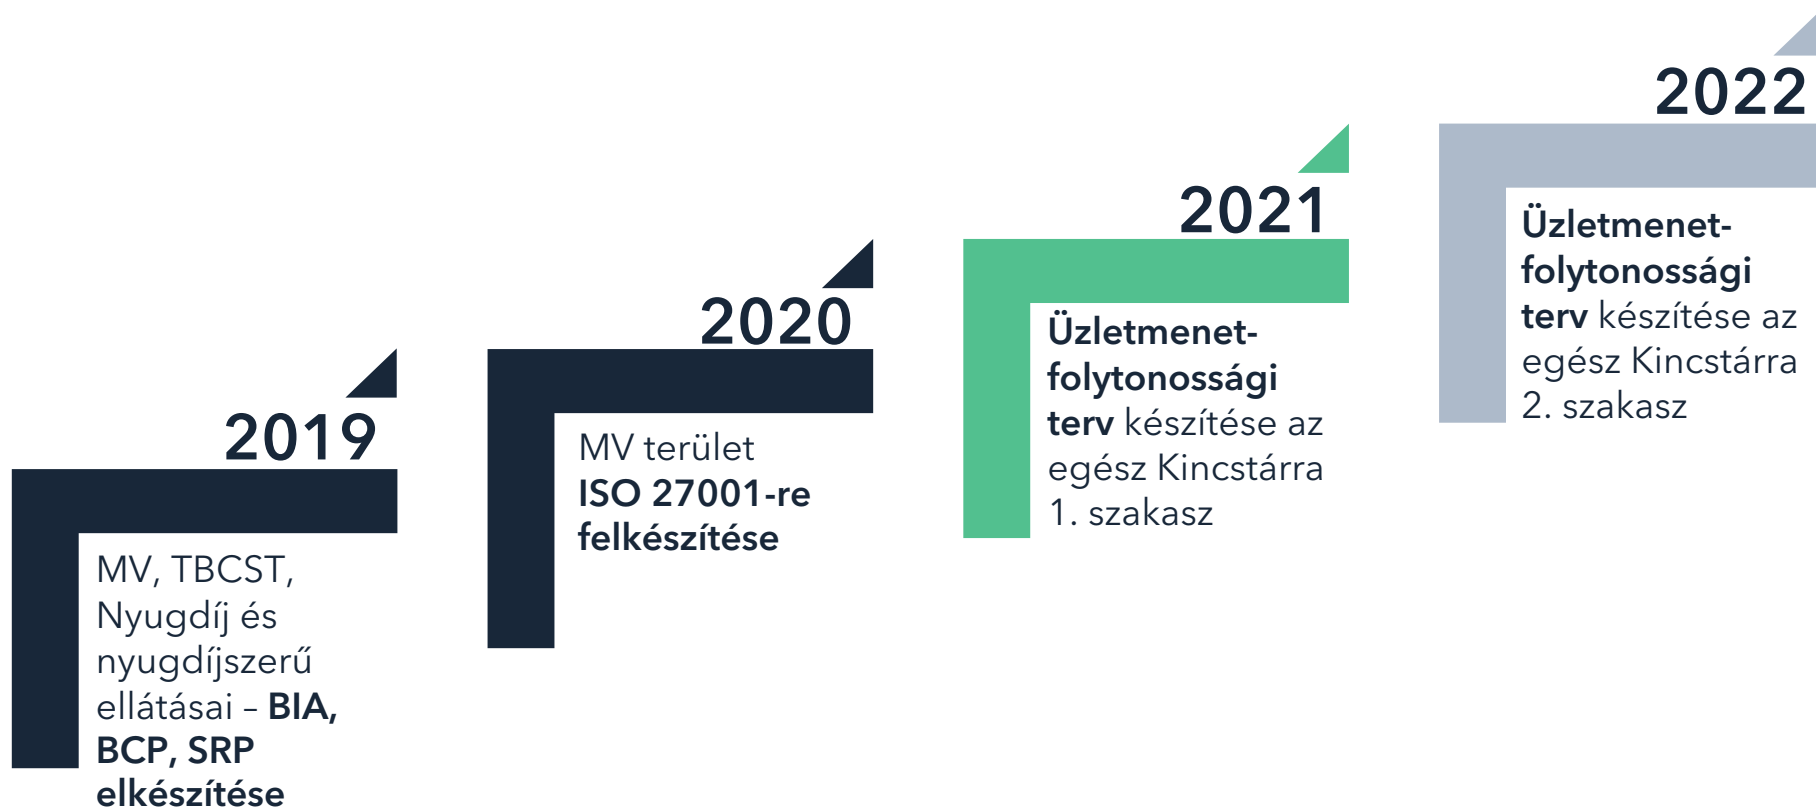 2019
MV, TBCST,
Nyugdíj és
nyugdíjszerű
ellátásai – BIA,
BCP, SRP
elkészítése
2020
MV terület
ISO 27001-re
felkészítése
2021
Üzletmenet-
folytonossági
terv készítése az
egész Kincstárra
1. szakasz
2022
Üzletmenet-
folytonossági
terv készítése az
egész Kincstárra
2. szakasz